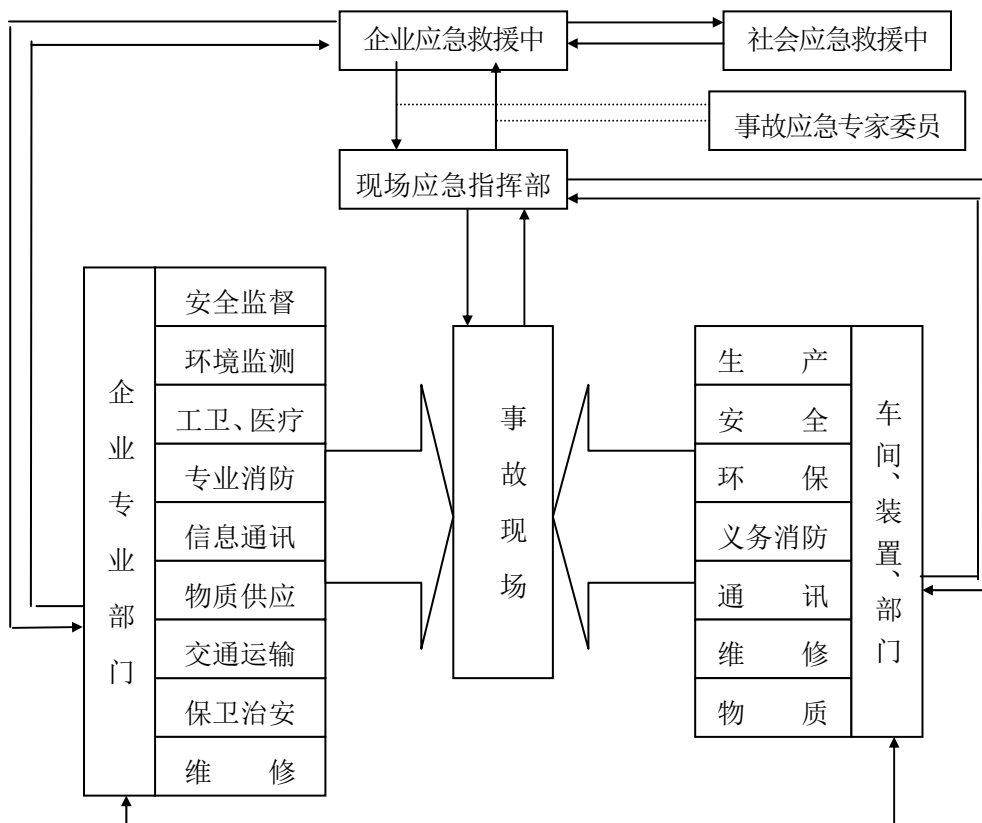 企业应急救援中
社会应急救援中
事故应急专家委员
现场应急指挥部
企业专业部门
安全监督
环境监测
工卫、医疗
专业消防
信息通讯
物质供应
交通运输
保卫治安
维 修
事故现场
生 产
安 全
环 保
义务消防
通 讯
维 修
物 质
车间、装置、部门